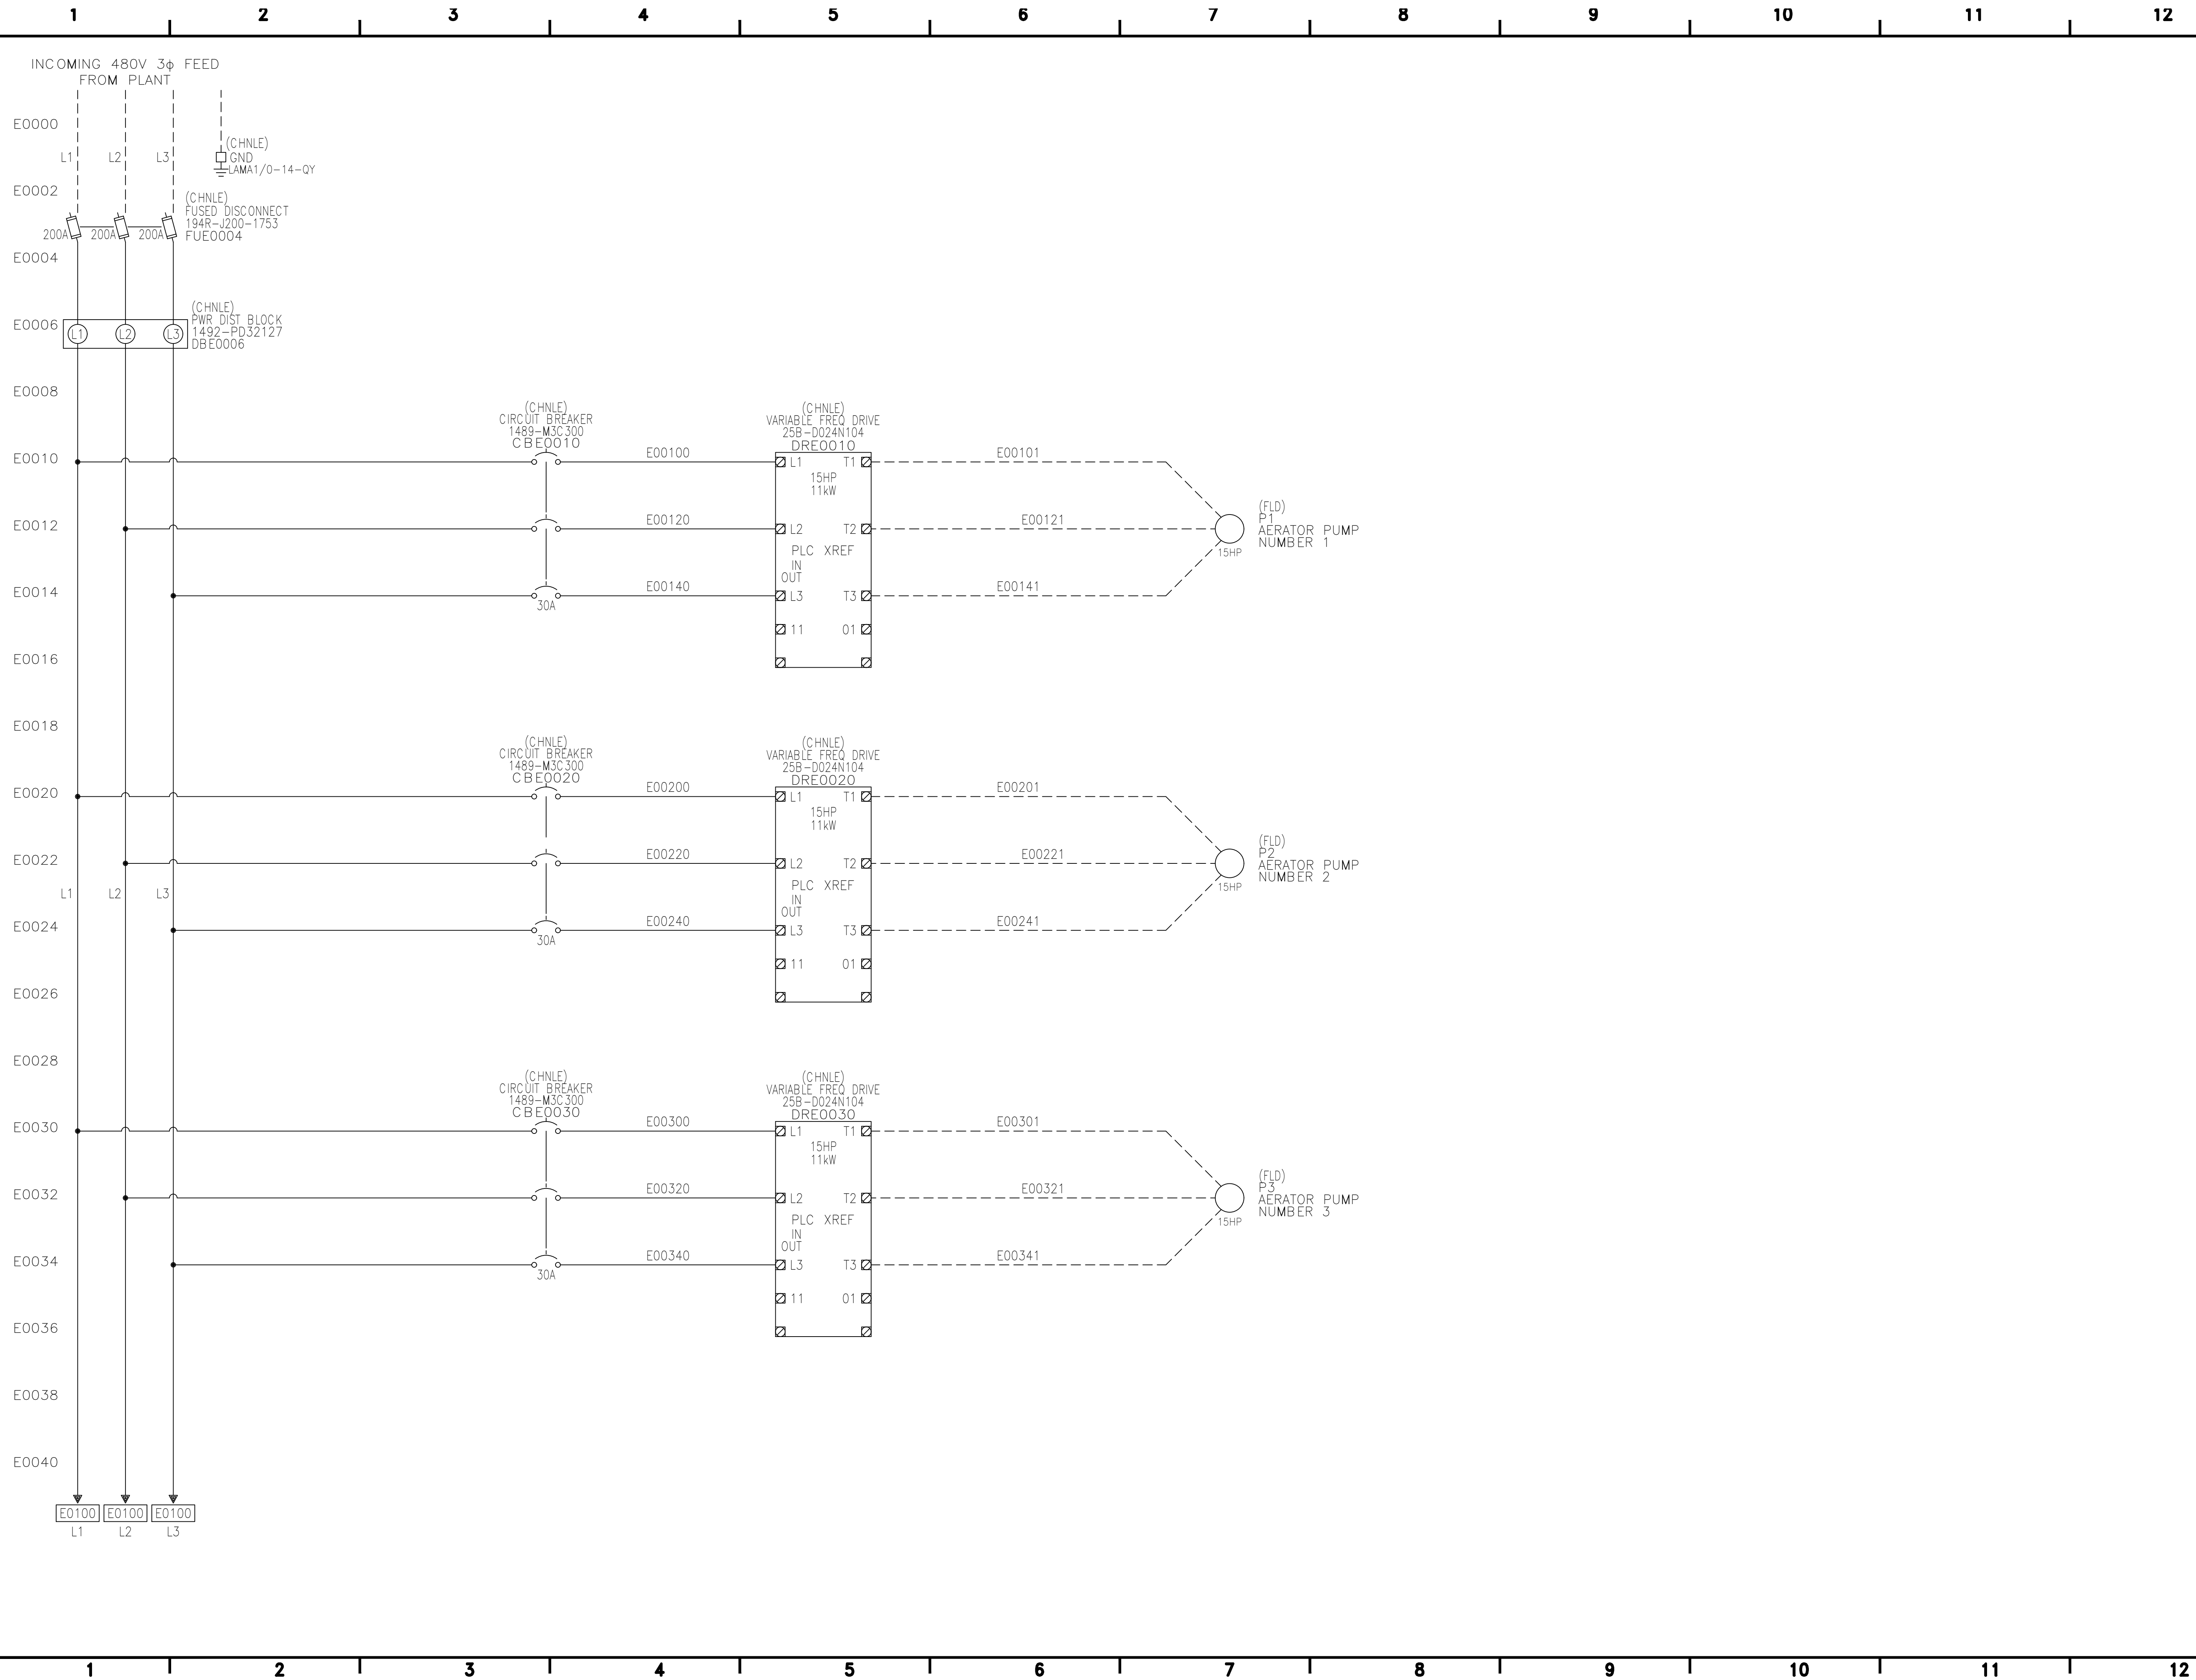 1 2 3 4 5 6 7 8 9 10 11 12
INCOMING 480V 3ϕ FEED
FROM PLANT
E0000
L1 L2 L3
(CHNLE)
GND
LAMA1/0-14-QY
E0002
(CHNLE)
FUSED DISCONNECT
194R-J200-1753
FUE0004
200A 200A 200A
E0004
(CHNLE)
PWR DIST BLOCK
1492-PD32127
DBE0006
E0006
L1 L2 L3
E0008
(CHNLE)
CIRCUIT BREAKER
1489-M3C300
CBE0010
(CHNLE)
VARIABLE FREQ DRIVE
25B-D024N104
DRE0010
E0010
E00100
L1 T1
E00101
15HP
11kW
E0012
E00120
L2 T2
E00121
(FLD)
P1
AERATOR PUMP
NUMBER 1
15HP
PLC XREF
IN
OUT
E0014
30A
E00140
L3 T3
E00141
11 01
E0016
E0018
(CHNLE)
CIRCUIT BREAKER
1489-M3C300
CBE0020
(CHNLE)
VARIABLE FREQ DRIVE
25B-D024N104
DRE0020
E0020
E00200
L1 T1
E00201
15HP
11kW
E0022
E00220
L2 T2
E00221
(FLD)
P2
AERATOR PUMP
NUMBER 2
15HP
PLC XREF
IN
OUT
L1 L2 L3
E0024
30A
E00240
L3 T3
E00241
11 01
E0026
E0028
(CHNLE)
CIRCUIT BREAKER
1489-M3C300
CBE0030
(CHNLE)
VARIABLE FREQ DRIVE
25B-D024N104
DRE0030
E0030
E00300
L1 T1
E00301
15HP
11kW
E0032
E00320
L2 T2
E00321
(FLD)
P3
AERATOR PUMP
NUMBER 3
15HP
PLC XREF
IN
OUT
E0034
30A
E00340
L3 T3
E00341
11 01
E0036
E0038
E0040
E0100 E0100 E0100
L1 L2 L3
1 2 3 4 5 6 7 8 9 10 11 12